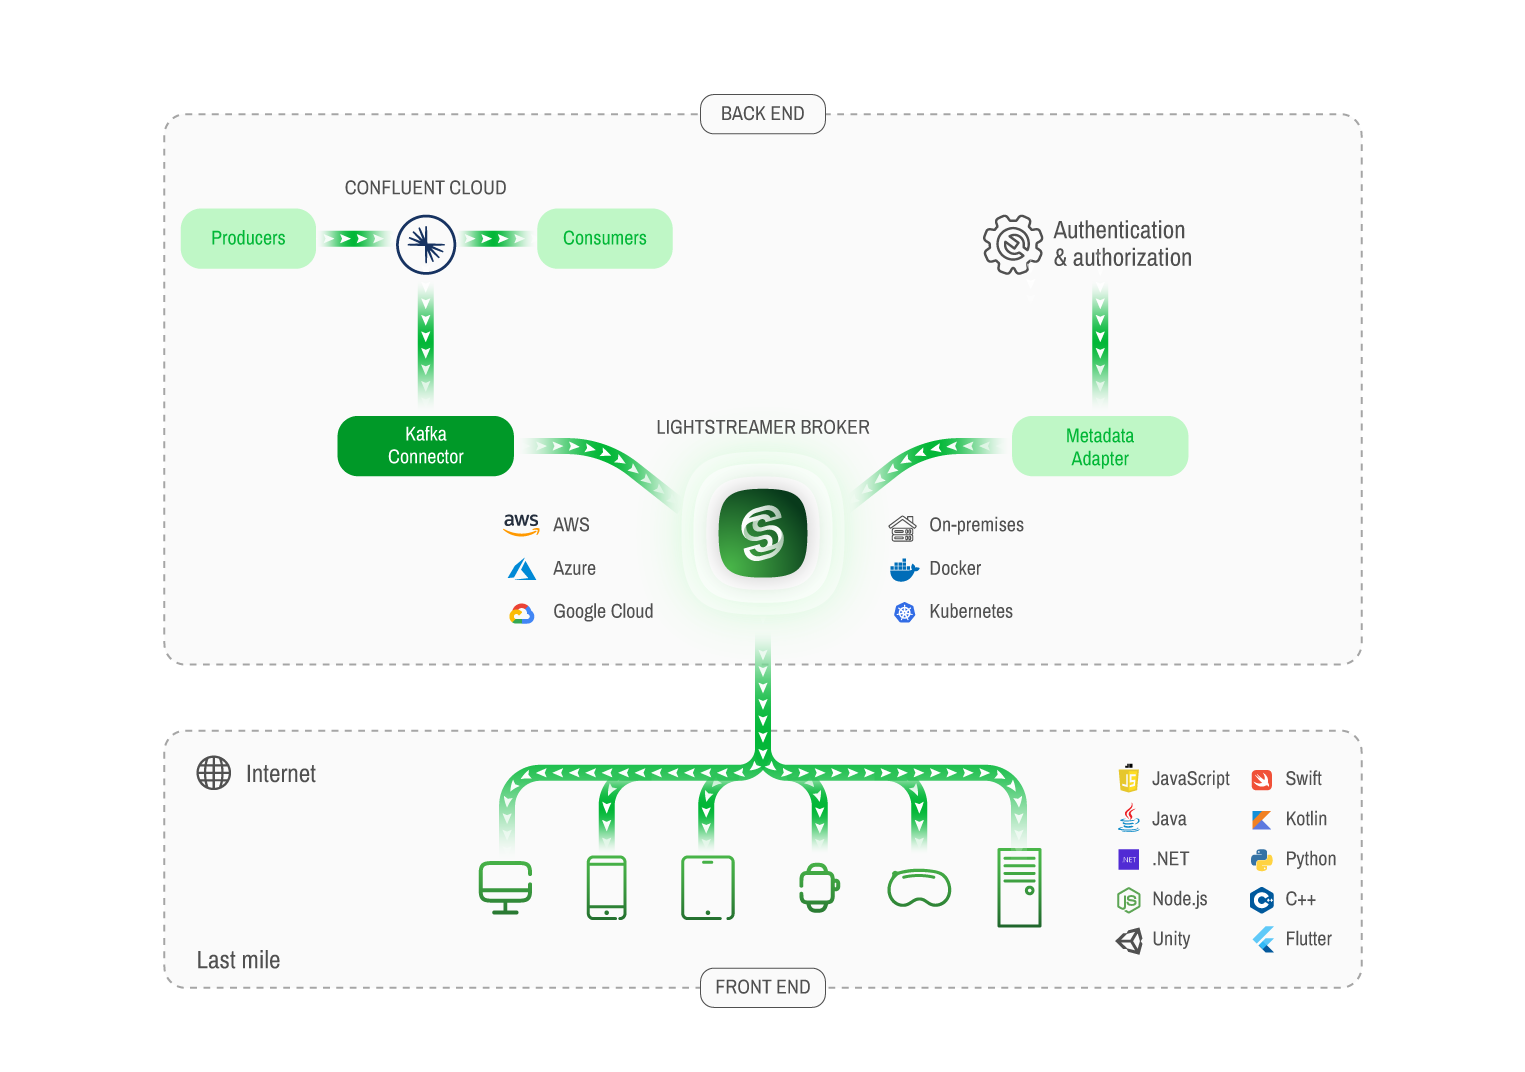 BACK END
CONFLUENT CLOUD
Producers
Consumers
Authentication
& authorization
Kafka
Connector
LIGHTSTREAMER BROKER
Metadata
Adapter
aws
AWS
Azure
Google Cloud
On-premises
Docker
Kubernetes
Internet
JS
JavaScript
Swift
Java
Kotlin
.NET
.NET
Python
JS
Node.js
C++
C++
Unity
Flutter
Last mile
FRONT END